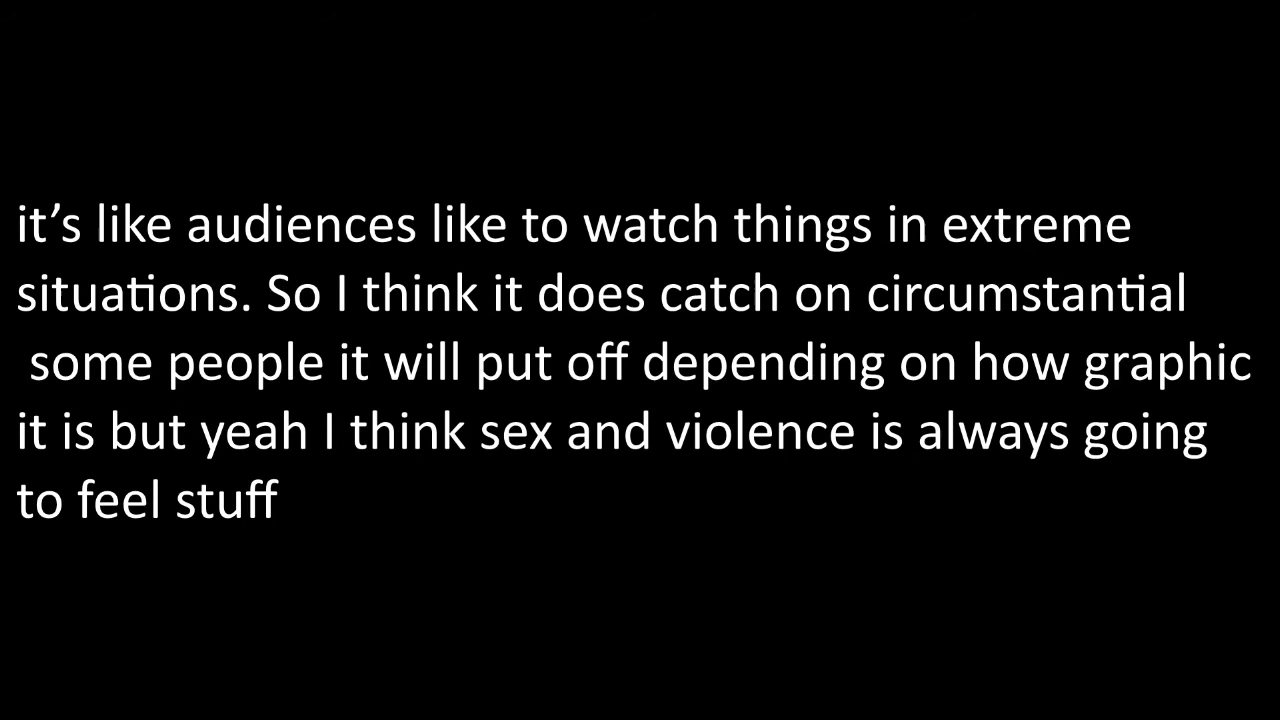 it’s like audiences like to watch things in extreme
situations. So I think it does catch on circumstantial
some people it will put off depending on how graphic
it is but yeah I think sex and violence is always going
to feel stuff